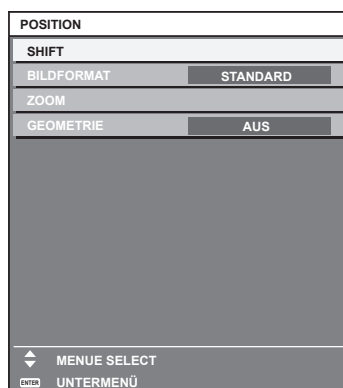 POSITION
SHIFT
BILDFORMAT STANDARD
ZOOM
GEOMETRIE AUS
MENUE SELECT
ENTER UNTERMENÜ